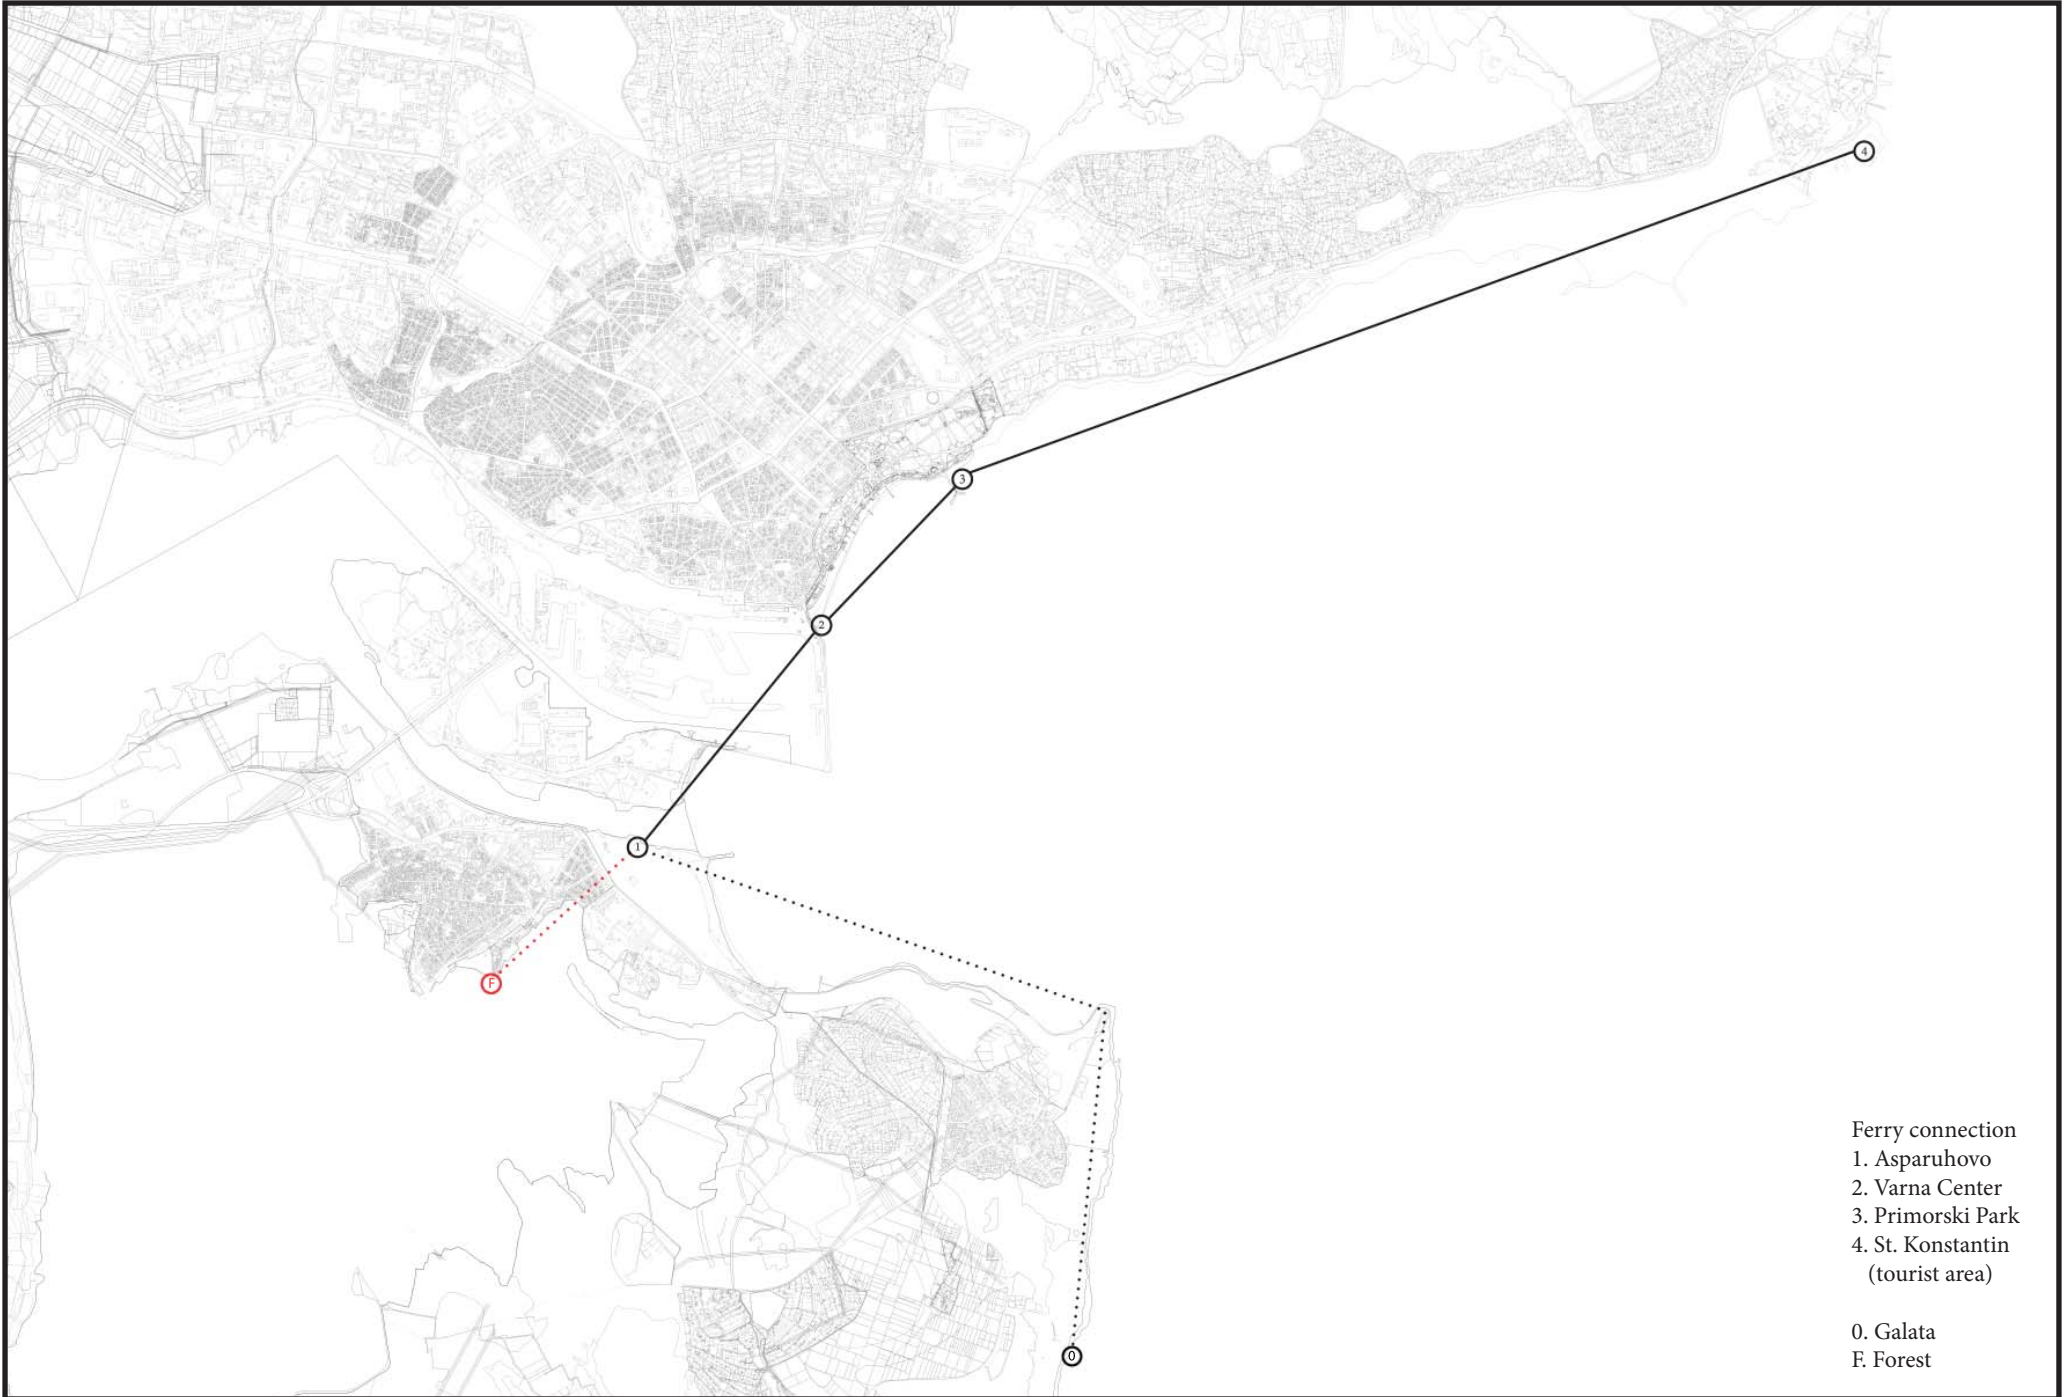 4
3
2
1
F
0
Ferry connection
1. Asparuhovo
2. Varna Center
3. Primorski Park
4. St. Konstantin
(tourist area)
0. Galata
F. Forest